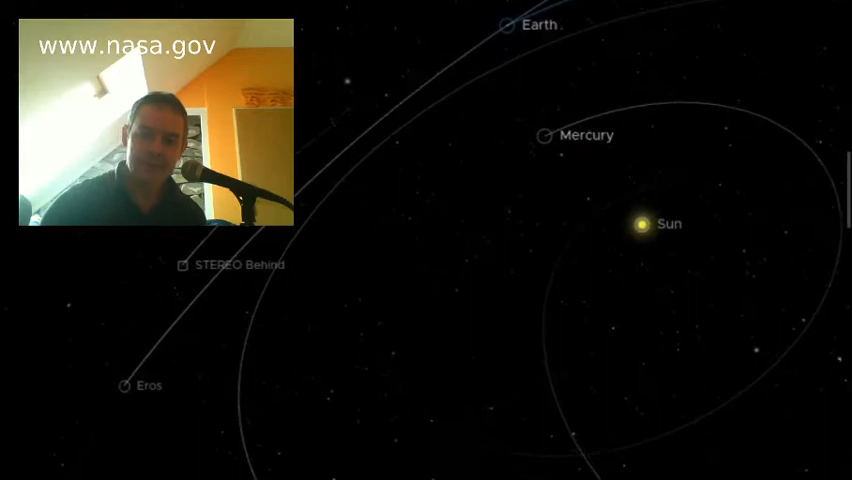 www.nasa.gov
Earth
Mercury
Sun
STEREO Behind
Eros